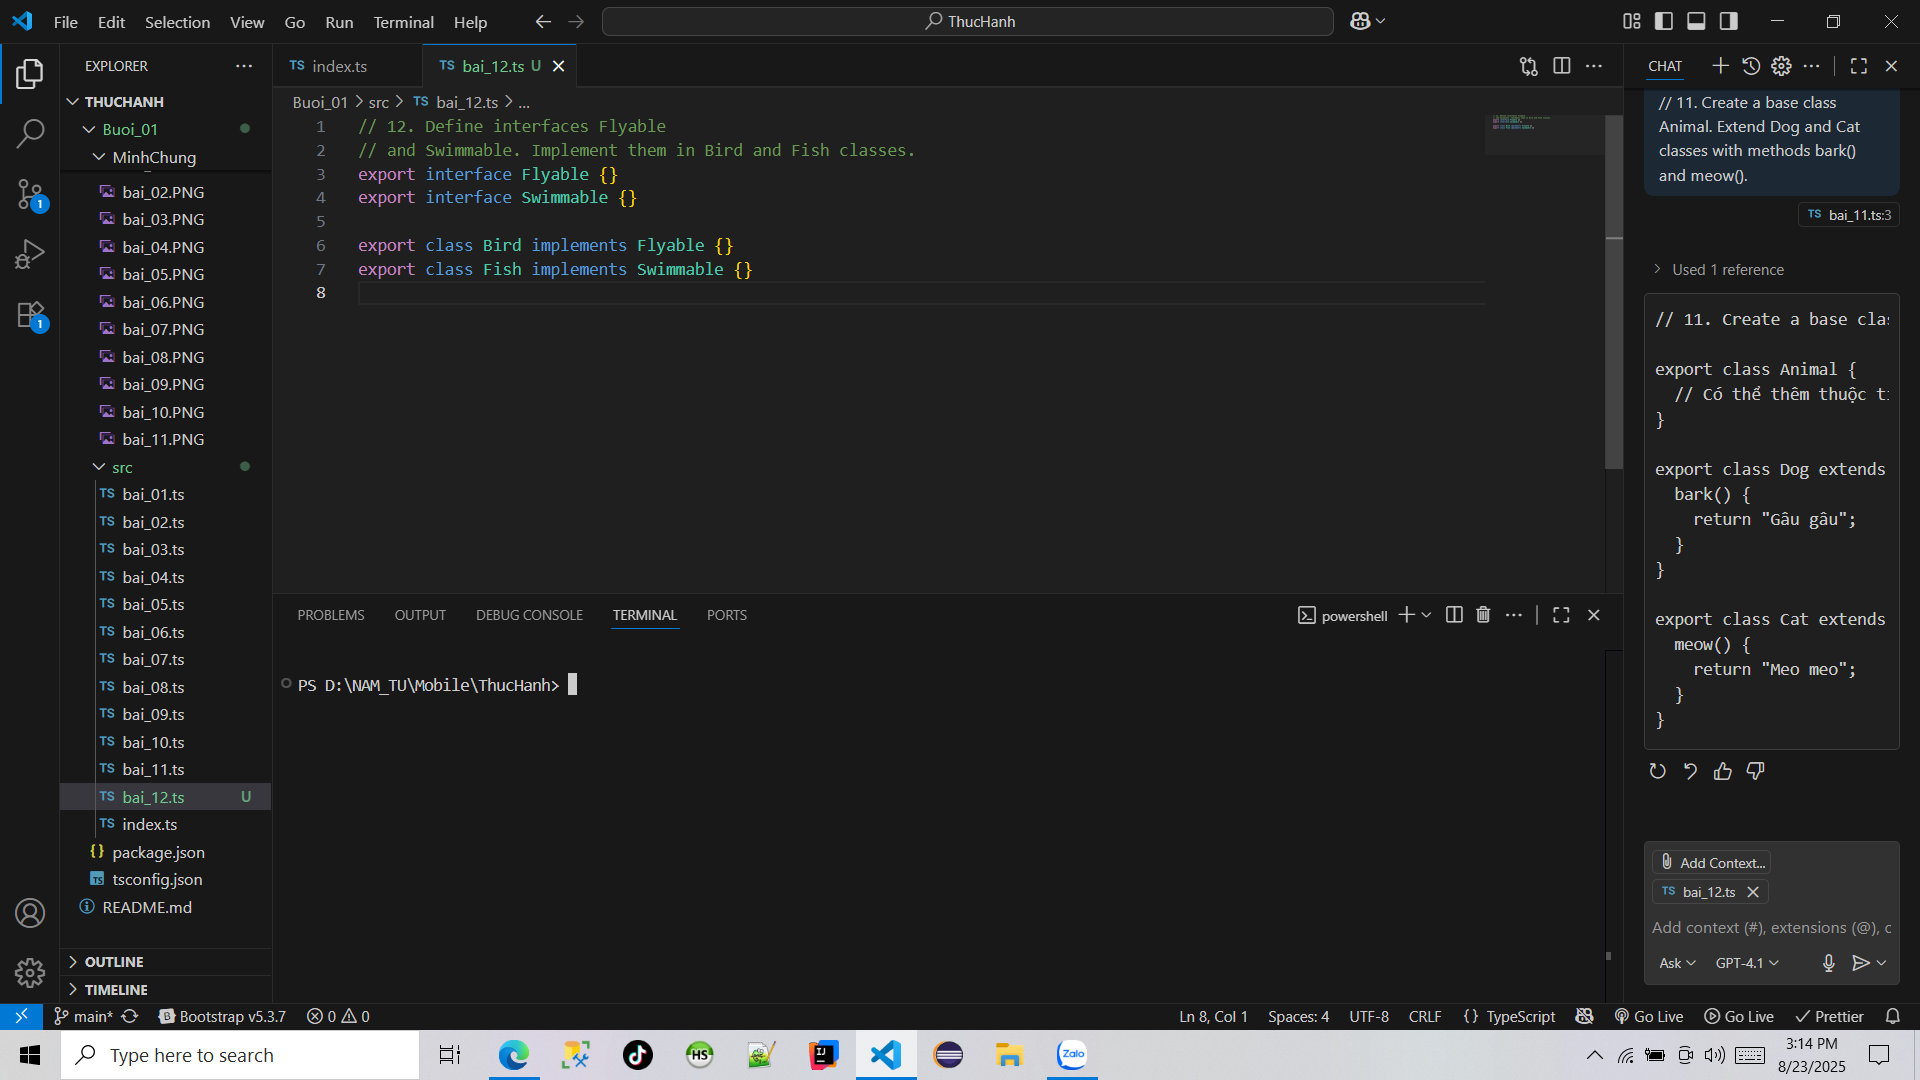 File Edit Selection View Go Run Terminal Help
ThucHanh
EXPLORER
THUCHANH
Buoi_01
MinhChung
bai_02.PNG
bai_03.PNG
bai_04.PNG
bai_05.PNG
bai_06.PNG
bai_07.PNG
bai_08.PNG
bai_09.PNG
bai_10.PNG
bai_11.PNG
src
TS bai_01.ts
TS bai_02.ts
TS bai_03.ts
TS bai_04.ts
TS bai_05.ts
TS bai_06.ts
TS bai_07.ts
TS bai_08.ts
TS bai_09.ts
TS bai_10.ts
TS bai_11.ts
TS bai_12.ts U
TS index.ts
{} package.json
TS tsconfig.json
README.md
OUTLINE
TIMELINE
1
1
TS index.ts
TS bai_12.ts U
Buoi_01 > src > TS bai_12.ts > ...
1 // 12. Define interfaces Flyable
2 // and Swimmable. Implement them in Bird and Fish classes.
3 export interface Flyable {}
4 export interface Swimmable {}
5
6 export class Bird implements Flyable {}
7 export class Fish implements Swimmable {}
8
PROBLEMS OUTPUT DEBUG CONSOLE TERMINAL PORTS
powershell
PS D:\NAM_TU\Mobile\ThucHanh>
CHAT
// 11. Create a base class
Animal. Extend Dog and Cat
classes with methods bark()
and meow().
TS bai_11.ts:3
Used 1 reference
// 11. Create a base clas
export class Animal {
// Có thể thêm thuộc tí
}
export class Dog extends
bark() {
return "Gâu gâu";
}
}
export class Cat extends
meow() {
return "Meo meo";
}
}
Add Context...
TS bai_12.ts
Add context (#), extensions (@), c
Ask GPT-4.1
main* Bootstrap v5.3.7 0 0
Ln 8, Col 1 Spaces: 4 UTF-8 CRLF {} TypeScript Go Live Go Live Prettier
Type here to search
HS
IJ
Zalo
3:14 PM
8/23/2025